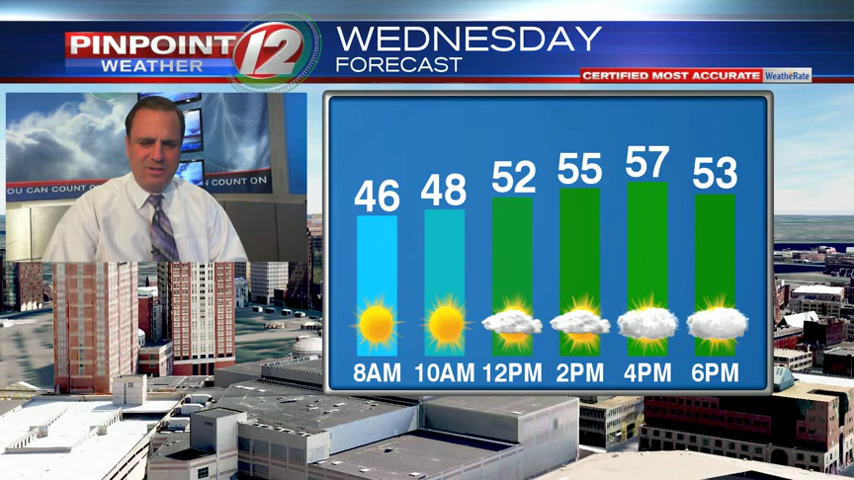 PINPOINT
WEATHER
12
WEDNESDAY
FORECAST
CERTIFIED MOST ACCURATE WeatheRate
OU CAN COUNT O
N COUNT ON
46 48 52 55 57 53
8AM 10AM 12PM 2PM 4PM 6PM